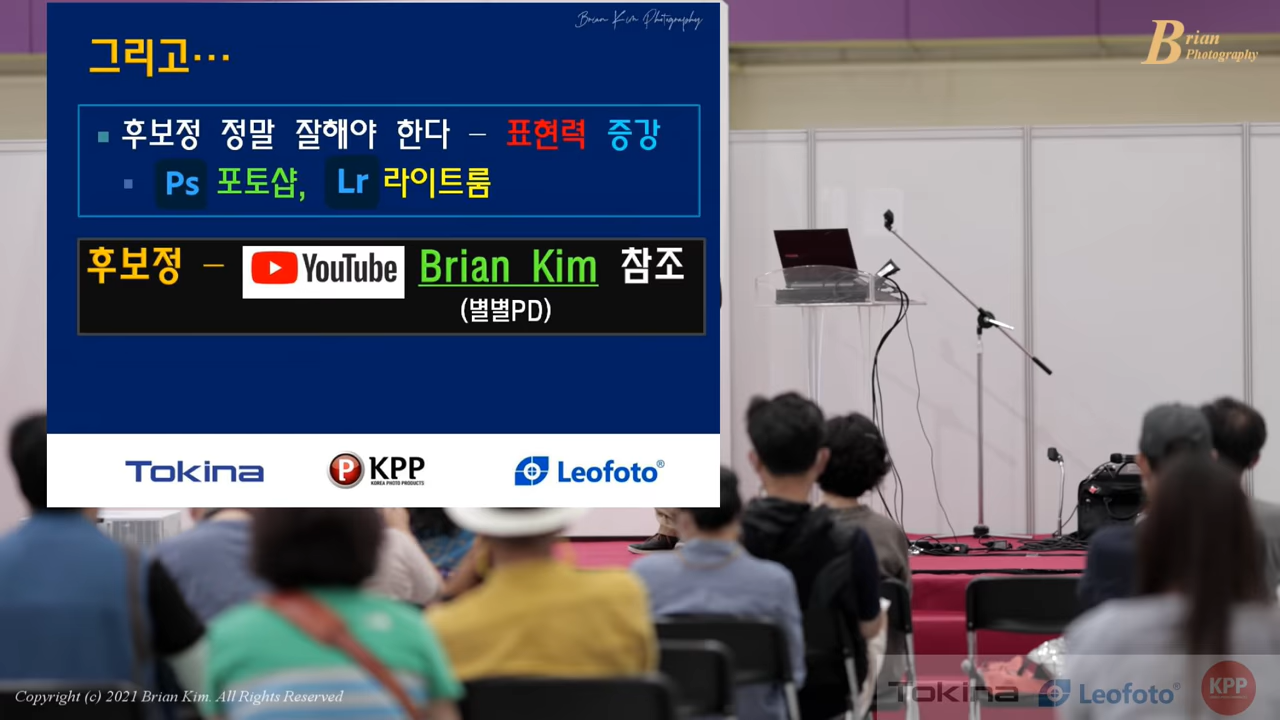 Brian Kim Photography
그리고…
후보정 정말 잘해야 한다 – 표현력 증강
Ps 포토샵, Lr 라이트룸
후보정 – YouTube Brian Kim 참조
(별별PD)
Tokina
P KPP
KOREA PHOTO PRODUCTS
Leofoto®
Brian
Photography
Copyright (c) 2021 Brian Kim. All Rights Reserved
Tokina Leofoto® KPP